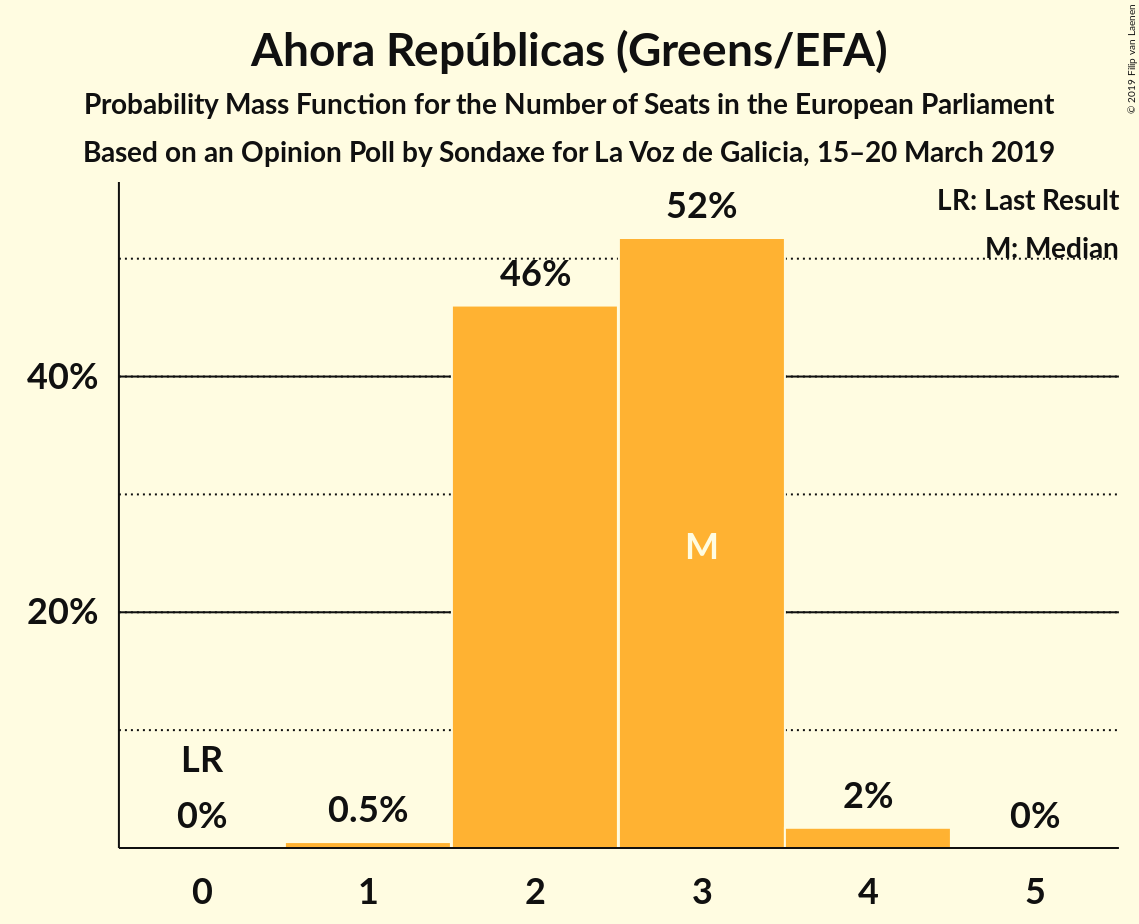 Ahora Repúblicas (Greens/EFA)
Probability Mass Function for the Number of Seats in the European Parliament
Based on an Opinion Poll by Sondaxe for La Voz de Galicia, 15–20 March 2019
© 2019 Filip van Laenen
LR: Last Result
M: Median
52%
46%
40%
M
20%
LR
0%
0.5%
2%
0%
0 1 2 3 4 5